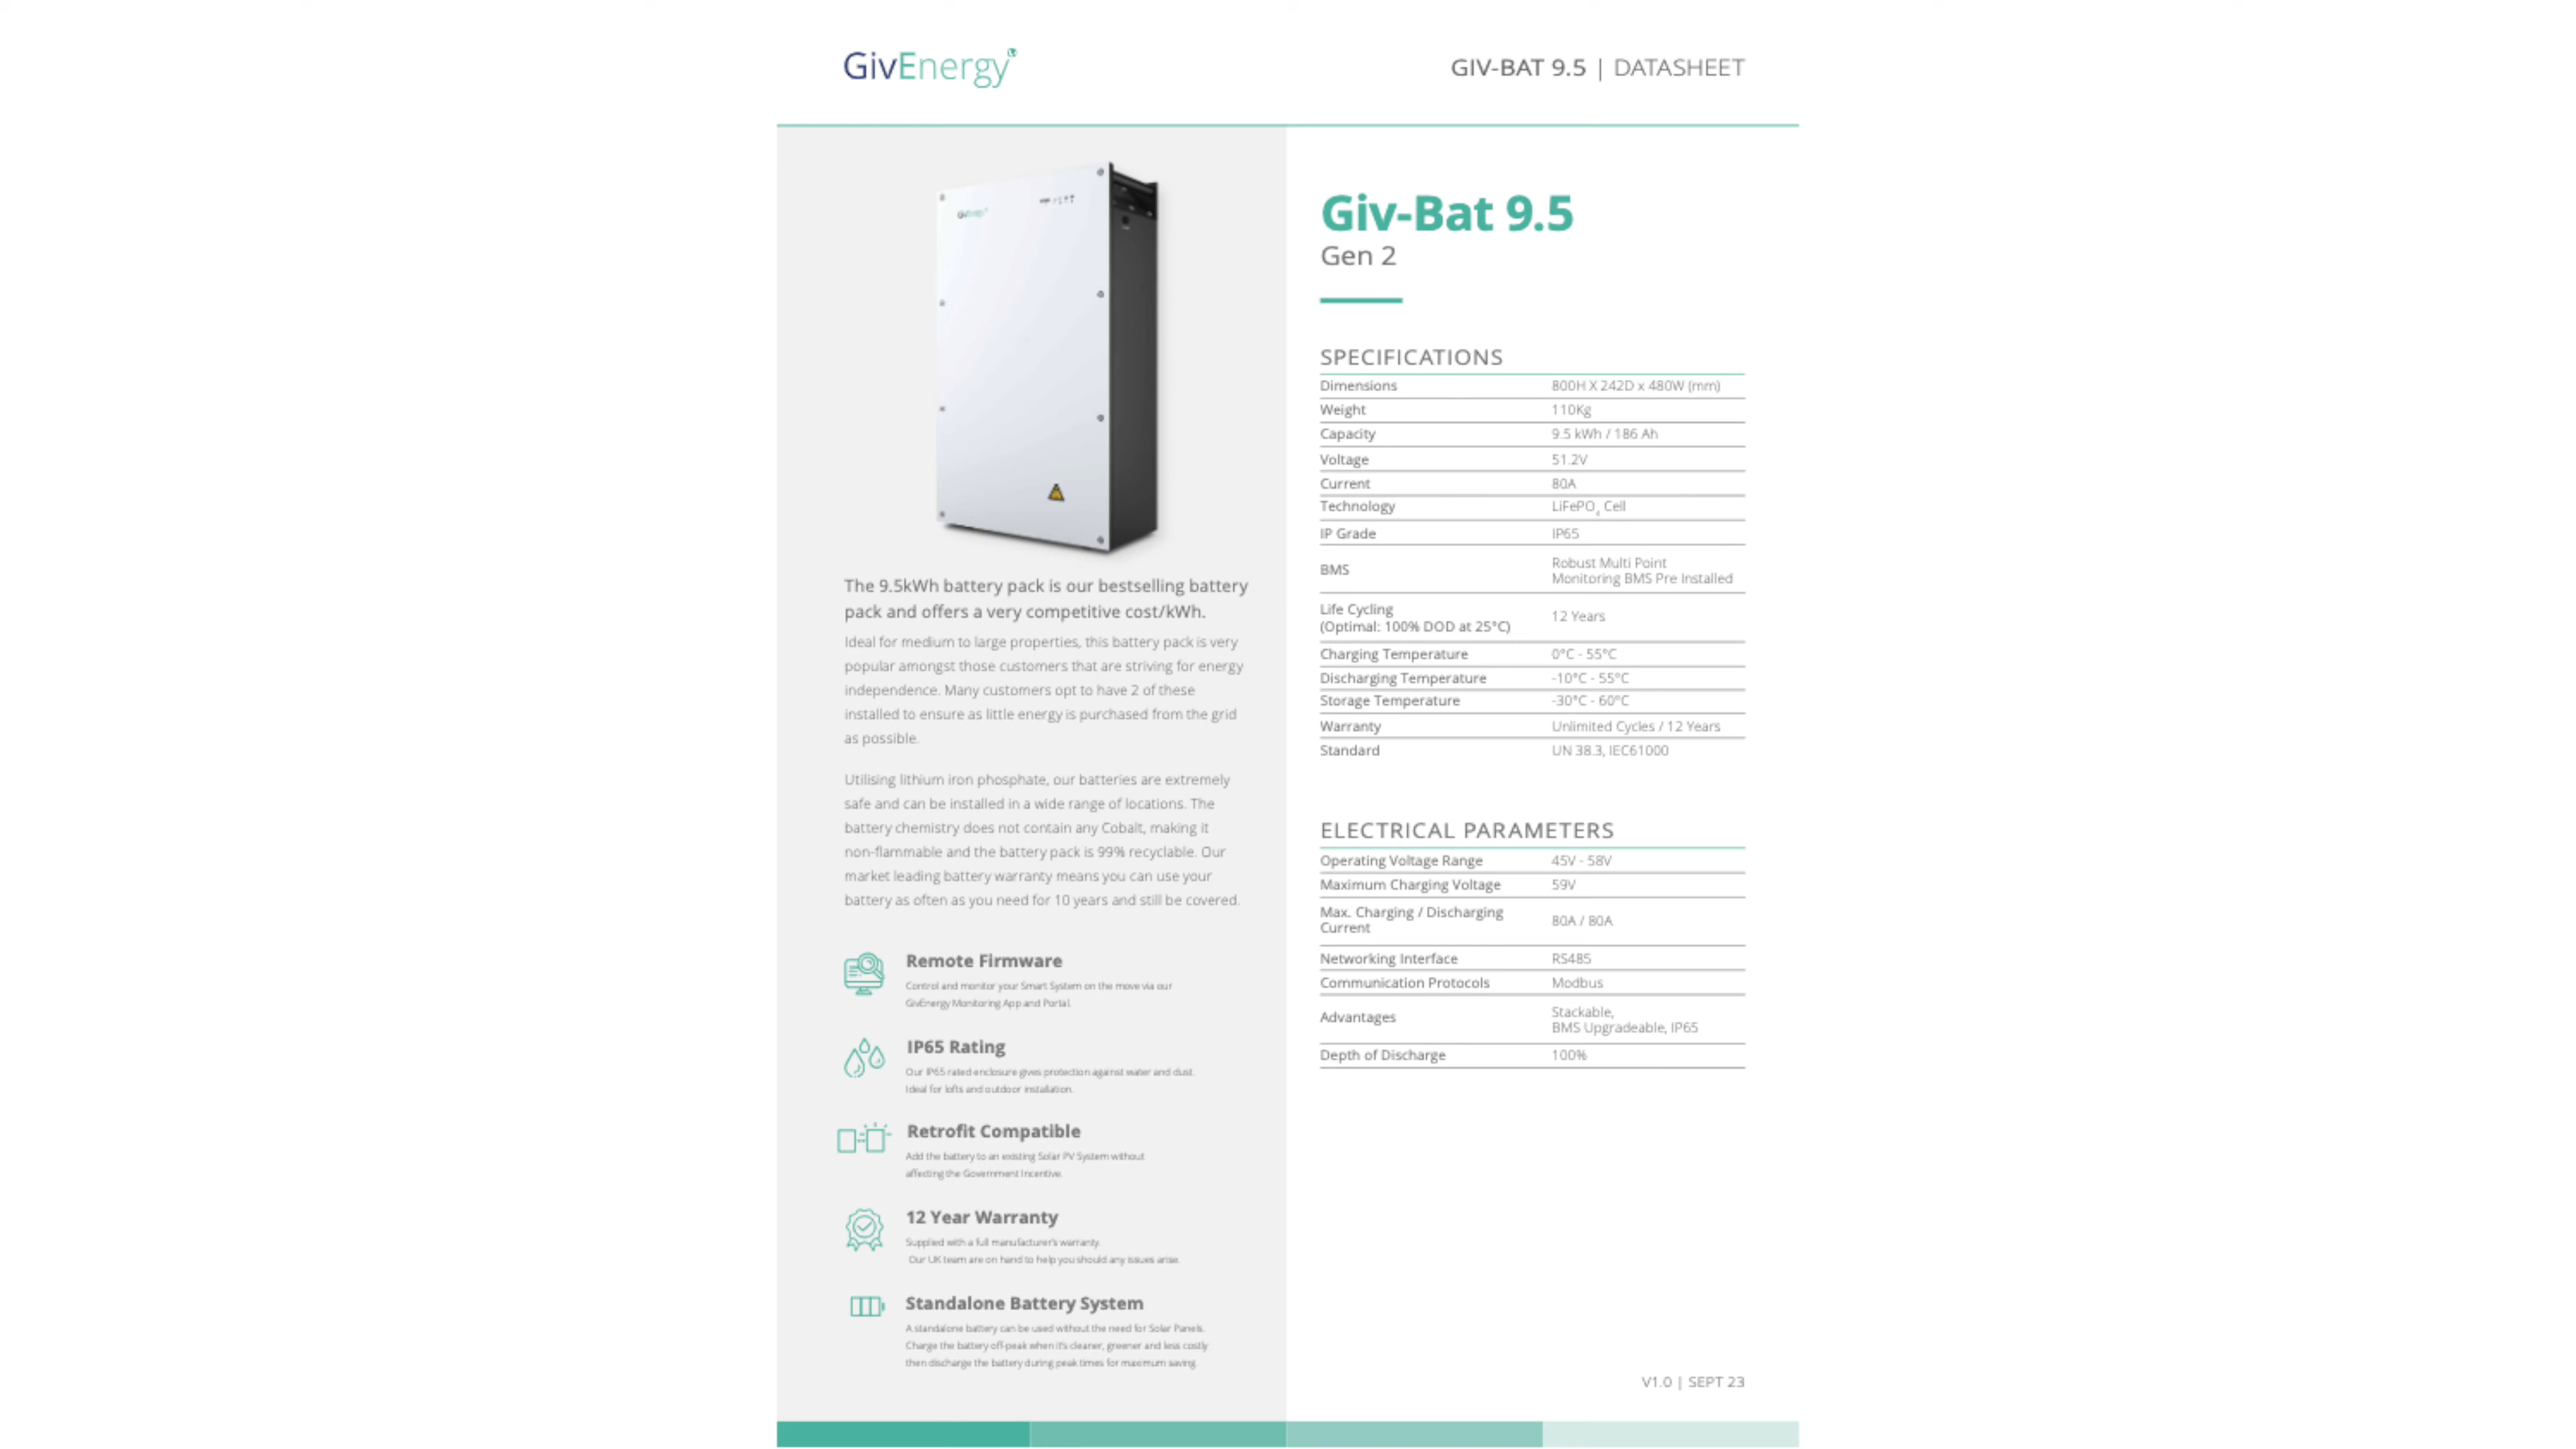 GivEnergy
GIV-BAT 9.5 | DATASHEET
GivEnergy
The 9.5kWh battery pack is our bestselling battery
pack and offers a very competitive cost/kWh.
Ideal for medium to large properties, this battery pack is very
popular amongst those customers that are striving for energy
independence. Many customers opt to have 2 of these
installed to ensure as little energy is purchased from the grid
as possible.
Utilising lithium iron phosphate, our batteries are extremely
safe and can be installed in a wide range of locations. The
battery chemistry does not contain any Cobalt, making it
non-flammable and the battery pack is 99% recyclable. Our
market leading battery warranty means you can use your
battery as often as you need for 10 years and still be covered.
Remote Firmware
Control and monitor your Smart System on the move via our
GivEnergy Monitoring App and Portal.
IP65 Rating
Our IP65 rated enclosure gives protection against water and dust.
Ideal for lofts and outdoor installation.
Retrofit Compatible
Add the battery to an existing Solar PV System without
affecting the Government Incentive.
12 Year Warranty
Supplied with a full manufacturer's warranty.
Our UK team are on hand to help you should any issues arise.
Standalone Battery System
A standalone battery can be used without the need for Solar Panels.
Charge the battery off-peak when it's cleaner, greener and less costly
then discharge the battery during peak times for maximum saving.
Giv-Bat 9.5
Gen 2
SPECIFICATIONS
Dimensions 800H X 242D x 480W (mm)
Weight 110Kg
Capacity 9.5 kWh / 186 Ah
Voltage 51.2V
Current 80A
Technology LiFePO₄ Cell
IP Grade IP65
BMS Robust Multi Point
Monitoring BMS Pre Installed
Life Cycling
(Optimal: 100% DOD at 25°C) 12 Years
Charging Temperature 0°C - 55°C
Discharging Temperature -10°C - 55°C
Storage Temperature -30°C - 60°C
Warranty Unlimited Cycles / 12 Years
Standard UN 38.3, IEC61000
ELECTRICAL PARAMETERS
Operating Voltage Range 45V - 58V
Maximum Charging Voltage 59V
Max. Charging / Discharging
Current 80A / 80A
Networking Interface RS485
Communication Protocols Modbus
Advantages Stackable,
BMS Upgradeable, IP65
Depth of Discharge 100%
V1.0 | SEPT 23